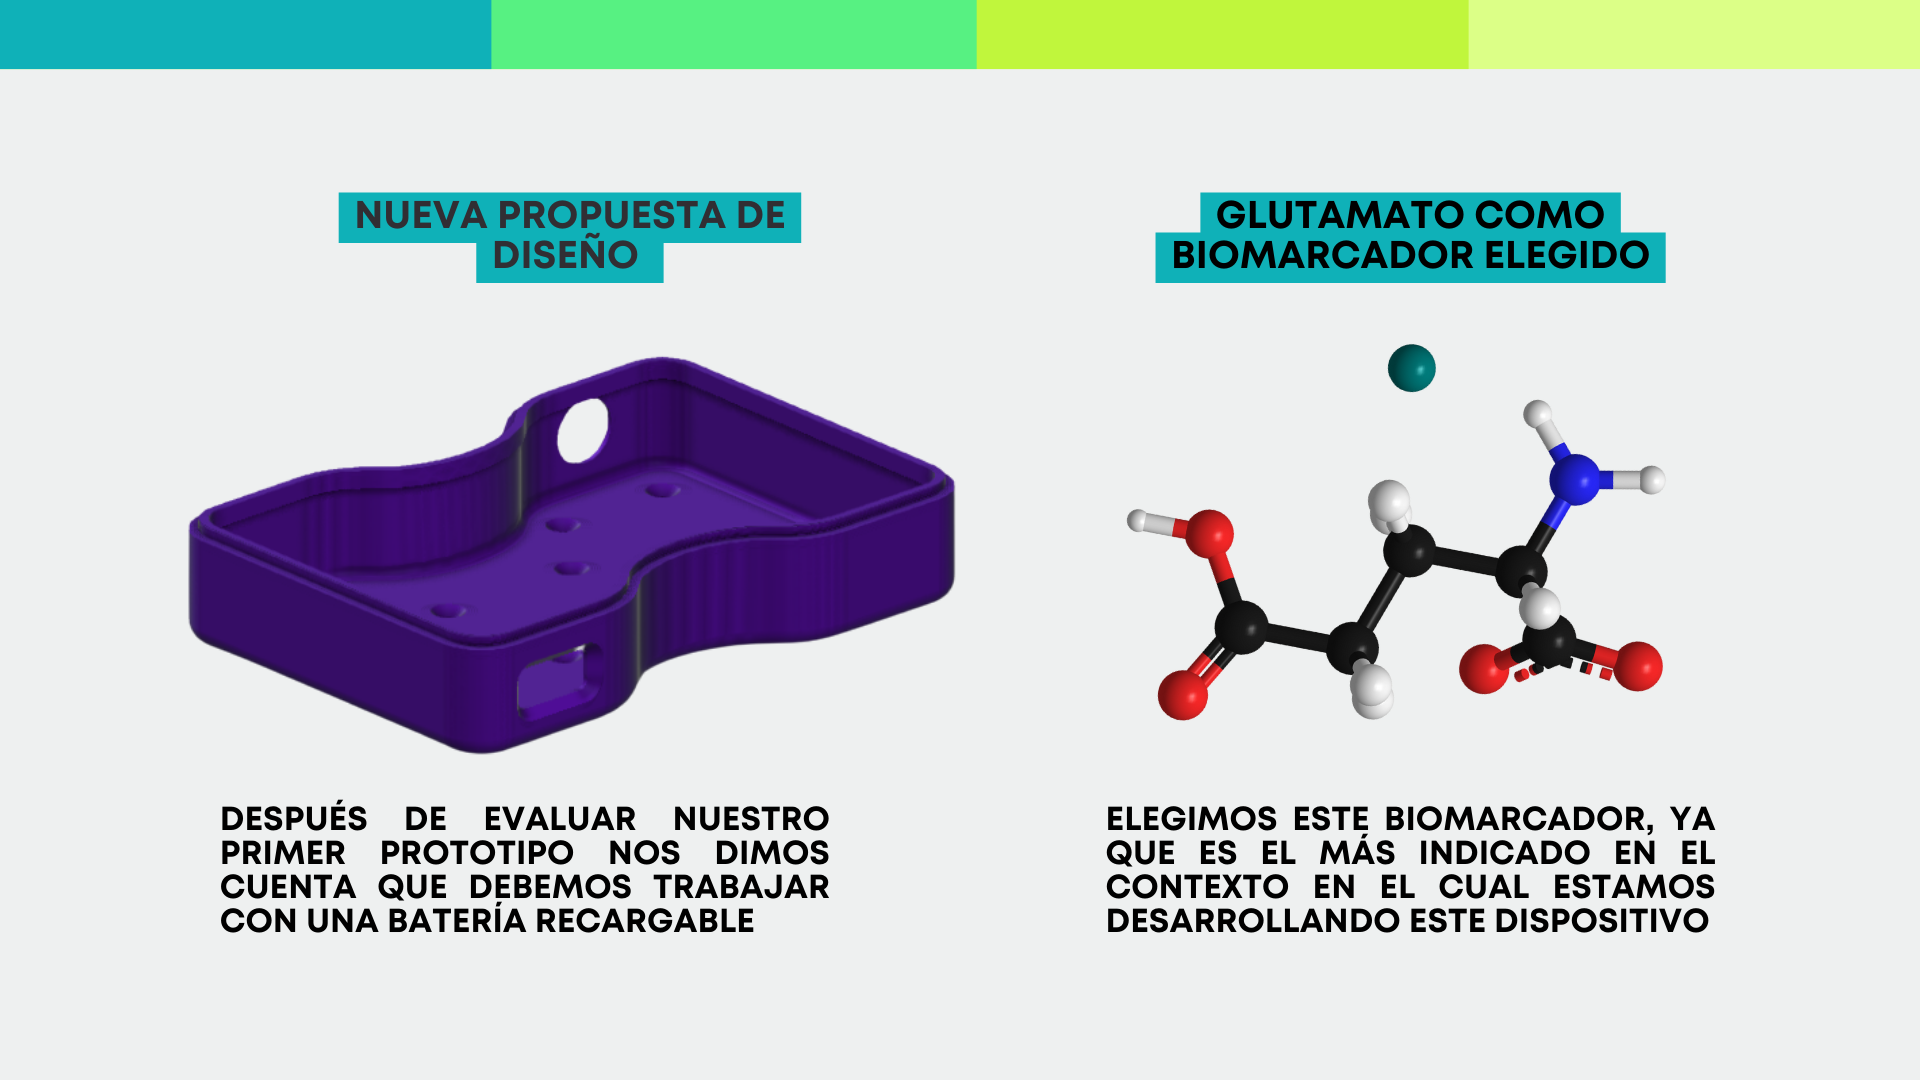 NUEVA PROPUESTA DE
DISEÑO
DESPUÉS DE EVALUAR NUESTRO
PRIMER PROTOTIPO NOS DIMOS
CUENTA QUE DEBEMOS TRABAJAR
CON UNA BATERÍA RECARGABLE
GLUTAMATO COMO
BIOMARCADOR ELEGIDO
ELEGIMOS ESTE BIOMARCADOR, YA
QUE ES EL MÁS INDICADO EN EL
CONTEXTO EN EL CUAL ESTAMOS
DESARROLLANDO ESTE DISPOSITIVO